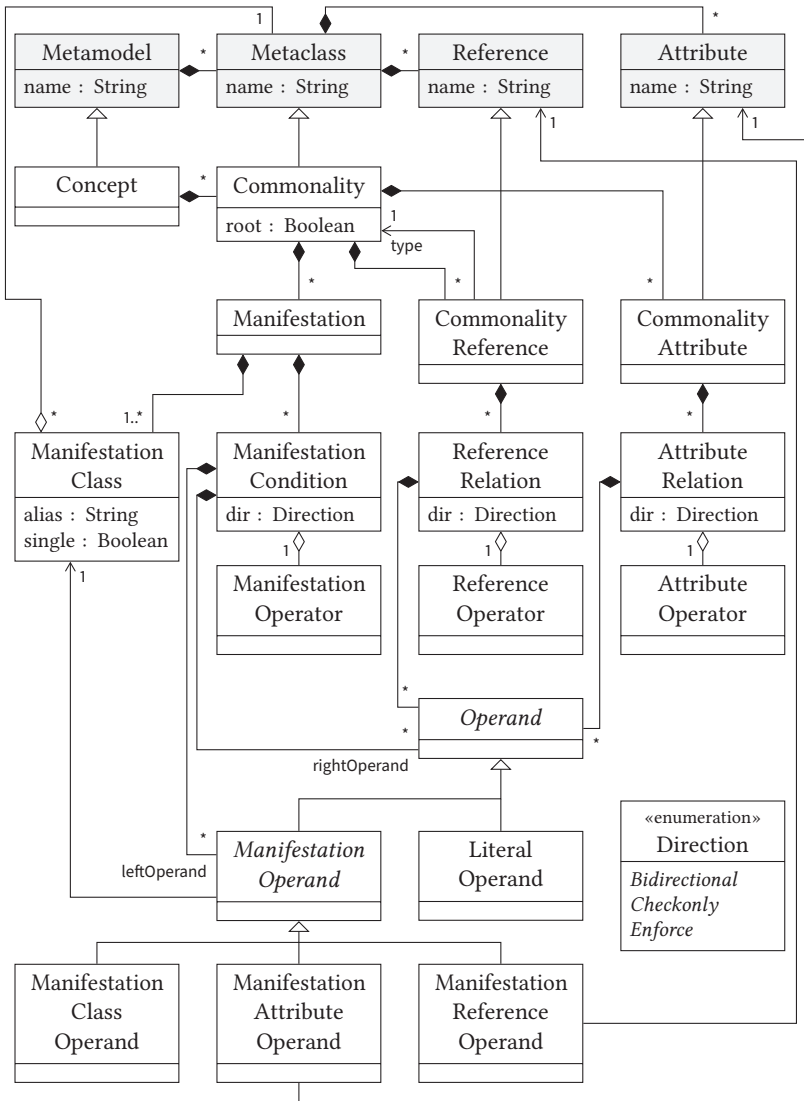 1
*
Metamodel
name : String
*
Metaclass
name : String
*
Reference
name : String
Attribute
name : String
1
1
Concept
*
Commonality
root : Boolean
1
type
*
*
*
Manifestation
Commonality
Reference
Commonality
Attribute
*
1..*
*
*
*
Manifestation
Class
alias : String
single : Boolean
Manifestation
Condition
dir : Direction
Reference
Relation
dir : Direction
Attribute
Relation
dir : Direction
1
1
1
1
Manifestation
Operator
Reference
Operator
Attribute
Operator
*
*
Operand
*
rightOperand
*
leftOperand
Manifestation
Operand
Literal
Operand
«enumeration»
Direction
Bidirectional
Checkonly
Enforce
Manifestation
Class
Operand
Manifestation
Attribute
Operand
Manifestation
Reference
Operand